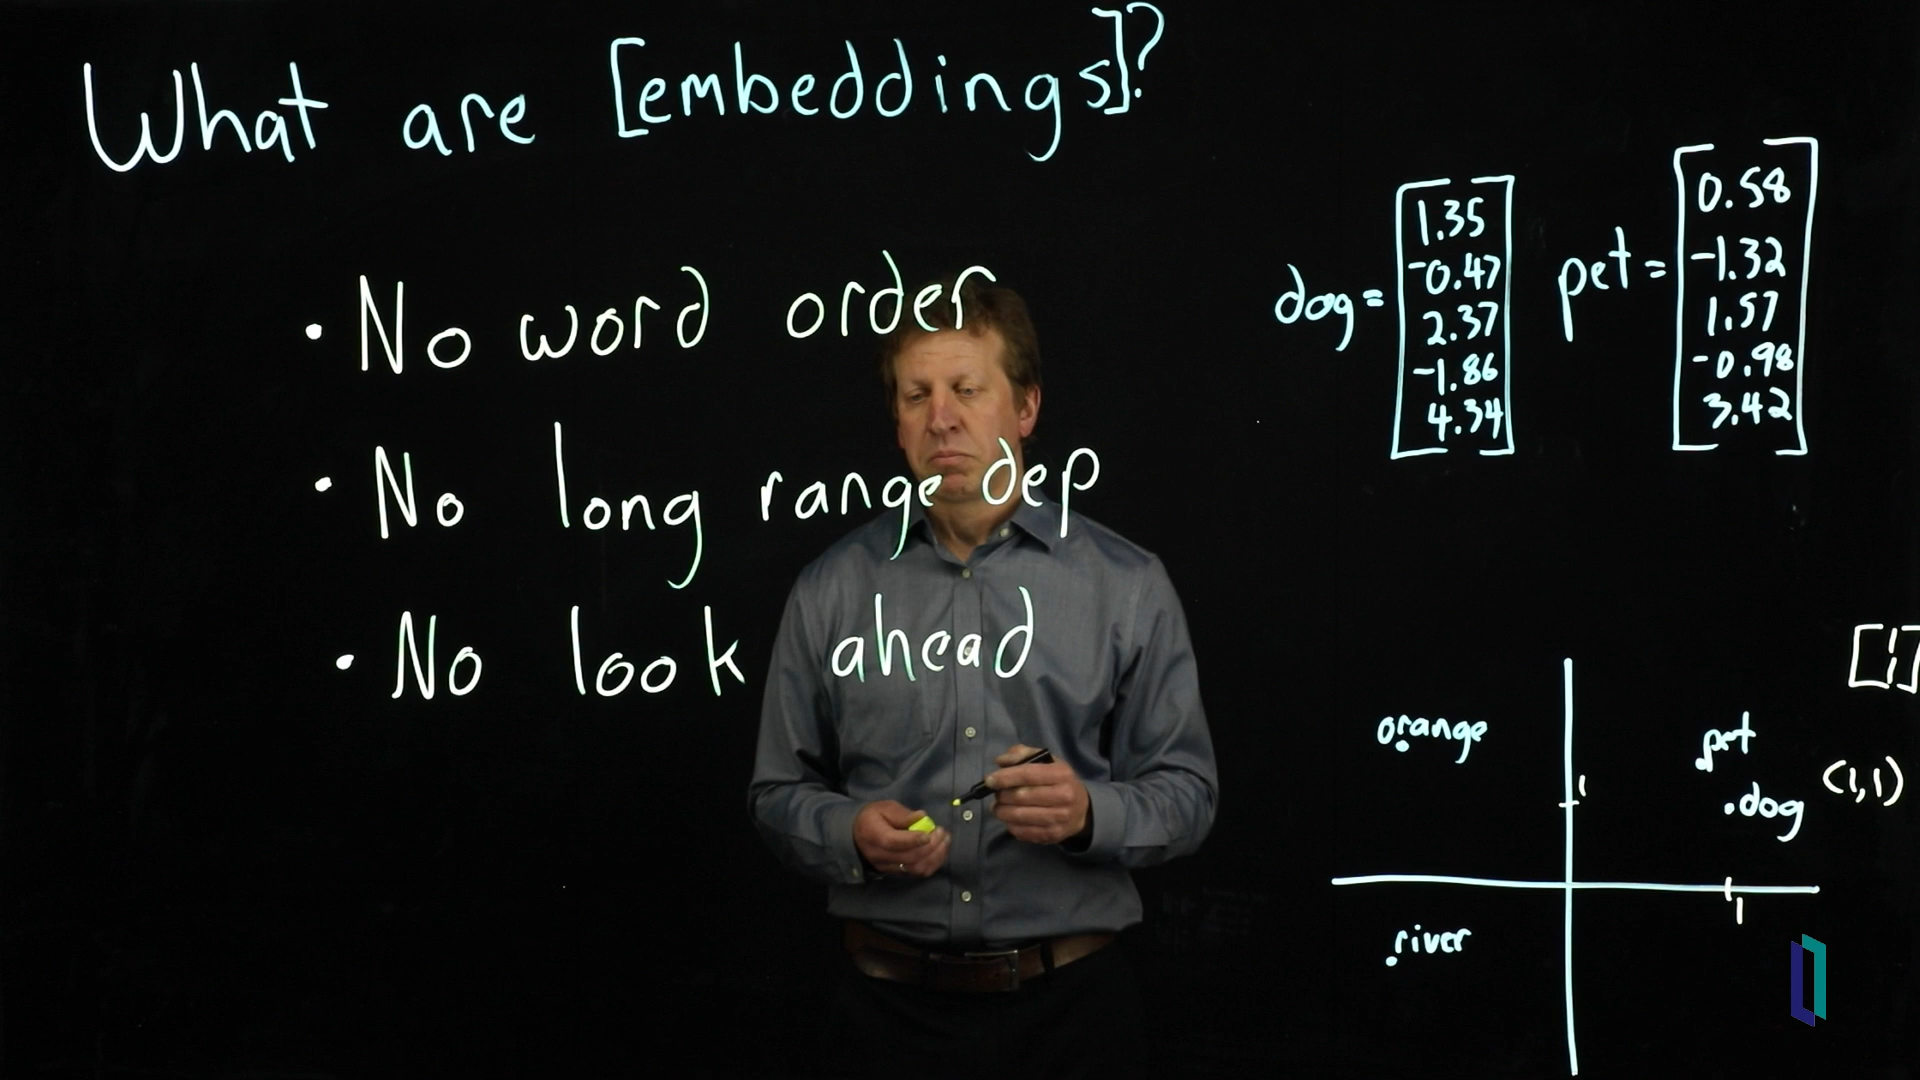 What are [embeddings]?
• No word order
• No long range dep
• No look ahead
dog = [1.35
-0.47
2.37
-1.86
4.34]
pet = [0.58
-1.32
1.57
-0.98
3.42]
[1
1]
orange
pet
1
.dog (1,1)
1
river